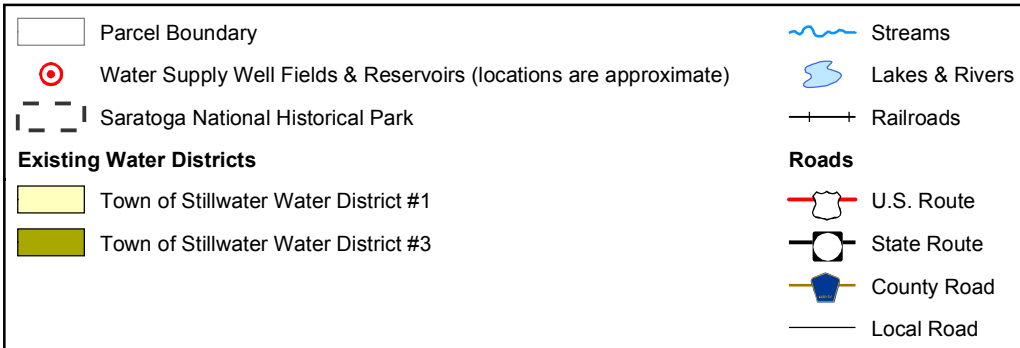 Parcel Boundary
Water Supply Well Fields & Reservoirs (locations are approximate)
Saratoga National Historical Park
Existing Water Districts
Town of Stillwater Water District #1
Town of Stillwater Water District #3
Streams
Lakes & Rivers
Railroads
Roads
U.S. Route
State Route
County Road
Local Road